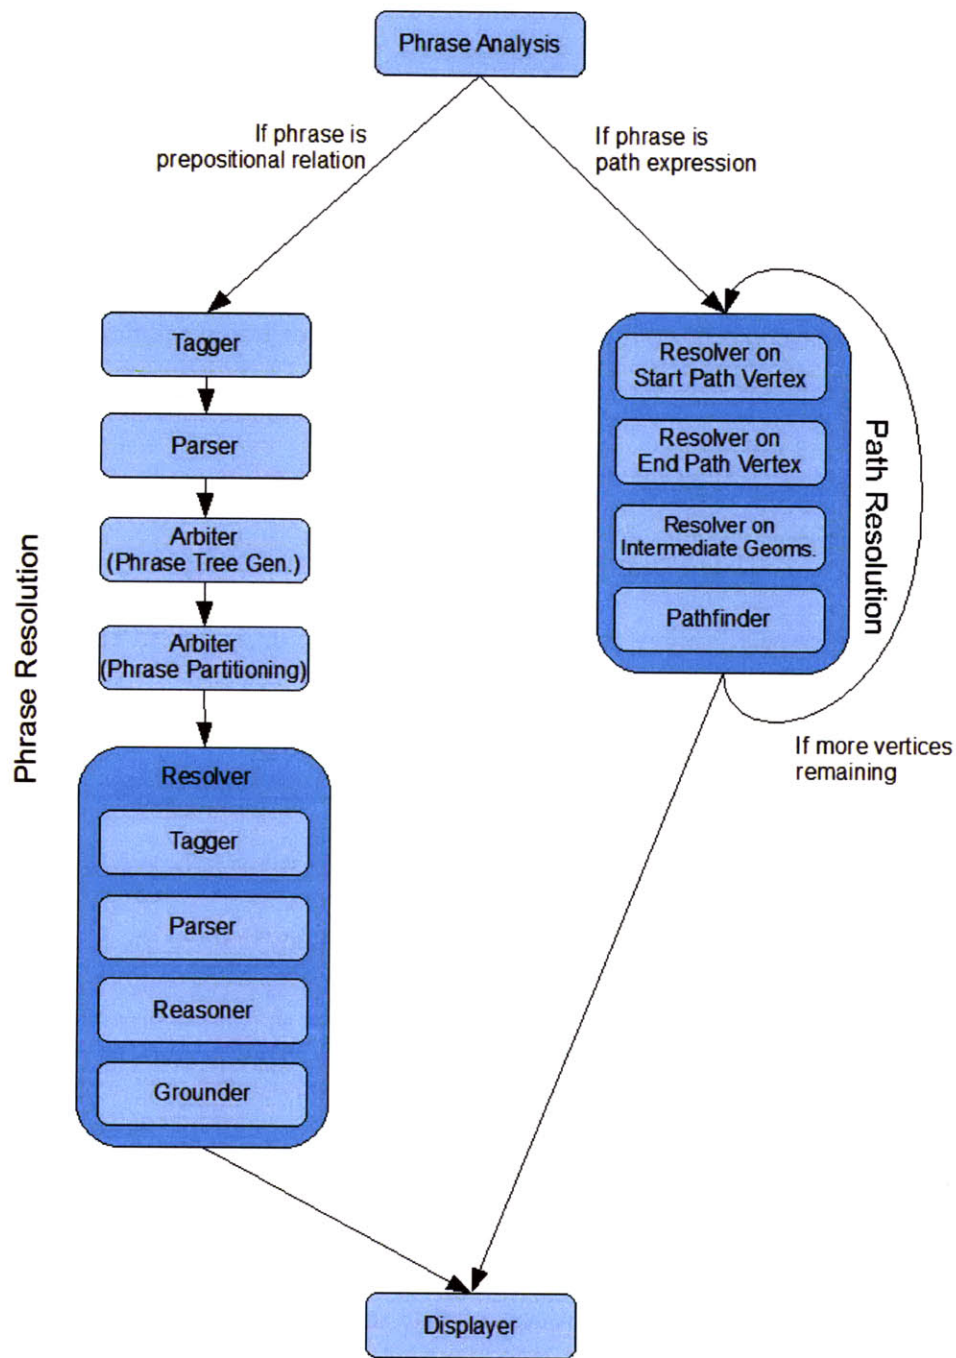 Phrase Analysis
If phrase is
prepositional relation
If phrase is
path expression
Phrase Resolution
Tagger
Parser
Arbiter
(Phrase Tree Gen.)
Arbiter
(Phrase Partitioning)
Resolver
Tagger
Parser
Reasoner
Grounder
Resolver on
Start Path Vertex
Resolver on
End Path Vertex
Resolver on
Intermediate Geoms.
Pathfinder
Path Resolution
If more vertices
remaining
Displayer